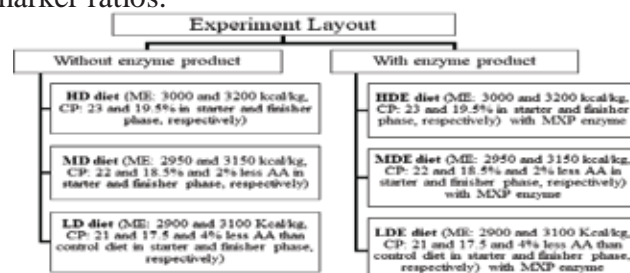 marker ratios.
Experiment Layout
Without enzyme product
HD diet (ME: 3000 and 3200 kcal/kg,
CP: 23 and 19.5% in starter and finisher
phase, respectively)
MD diet (ME: 2950 and 3150 kcal/kg,
CP: 22 and 18.5% and 2% less AA in
starter and finisher phase, respectively)
LD diet (ME: 2900 and 3100 Kcal/kg,
CP: 21 and 17.5 and 4% less AA than
control diet in starter and finisher phase,
respectively)
With enzyme product
HDE diet (ME: 3000 and 3200 kcal/kg,
CP: 23 and 19.5% in starter and finisher
phase, respectively) with MXP enzyme
MDE diet (ME: 2950 and 3150 kcal/kg,
CP: 22 and 18.5% and 2% less AA in
starter and finisher phase, respectively)
with MXP enzyme
LDE diet (ME: 2900 and 3100 Kcal/kg,
CP: 21 and 17.5 and 4% less AA than
control diet in starter and finisher phase,
respectively) with MXP enzyme